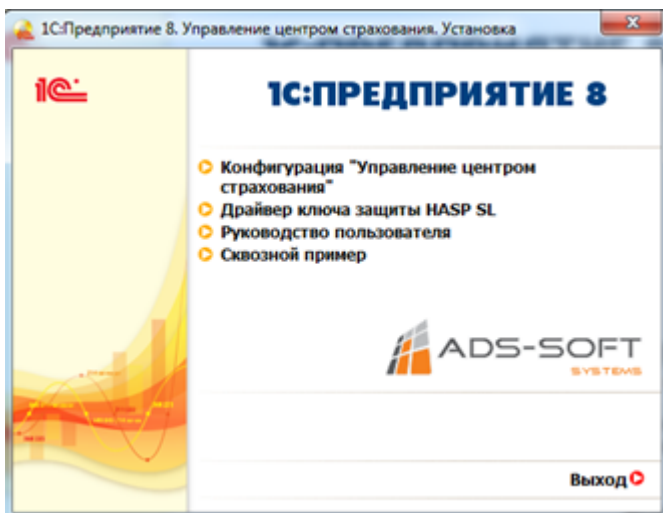 1С:Предприятие 8. Управление центром страхования. Установка
1С:ПРЕДПРИЯТИЕ 8
Конфигурация "Управление центром
страхования"
Драйвер ключа защиты HASP SL
Руководство пользователя
Сквозной пример
ADS-SOFT
SYSTEMS
Выход